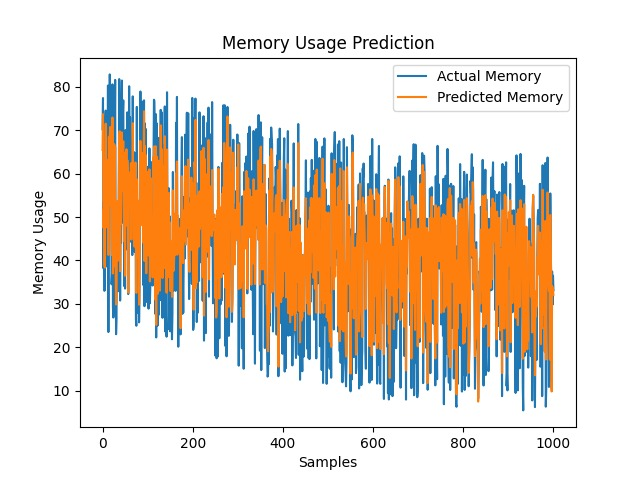 Memory Usage Prediction
Actual Memory
Predicted Memory
80
70
60
50
40
30
20
10
Memory Usage
0 200 400 600 800 1000
Samples